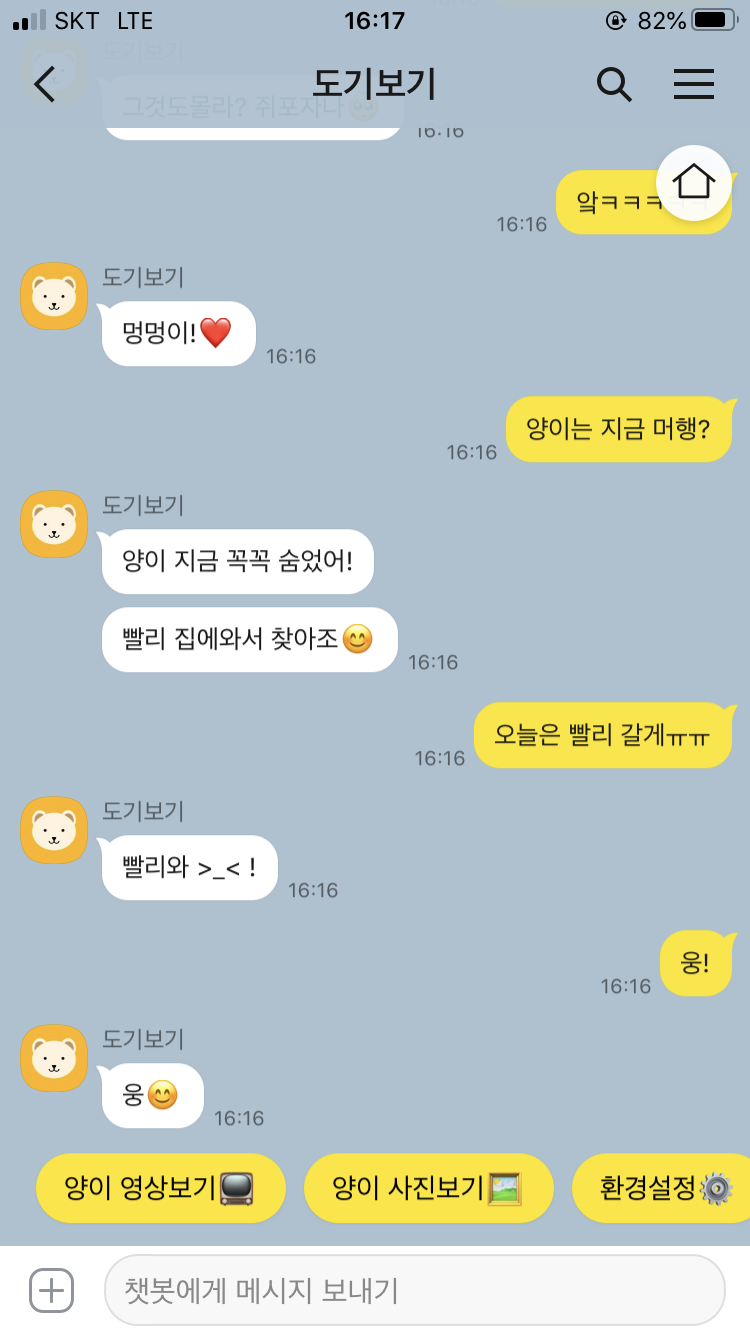 SKT LTE 16:17 82%
도기보기
그것도몰라? 쥐포자나🥺
16:16
앜ㅋㅋㅋ
16:16
도기보기
멍멍이!❤️
16:16
양이는 지금 머행?
16:16
도기보기
양이 지금 꼭꼭 숨었어!
빨리 집에와서 찾아조😊
16:16
오늘은 빨리 갈게ㅠㅠ
16:16
도기보기
빨리와 >_< !
16:16
웅!
16:16
도기보기
웅😊
16:16
양이 영상보기📺 양이 사진보기🖼️ 환경설정⚙️
챗봇에게 메시지 보내기